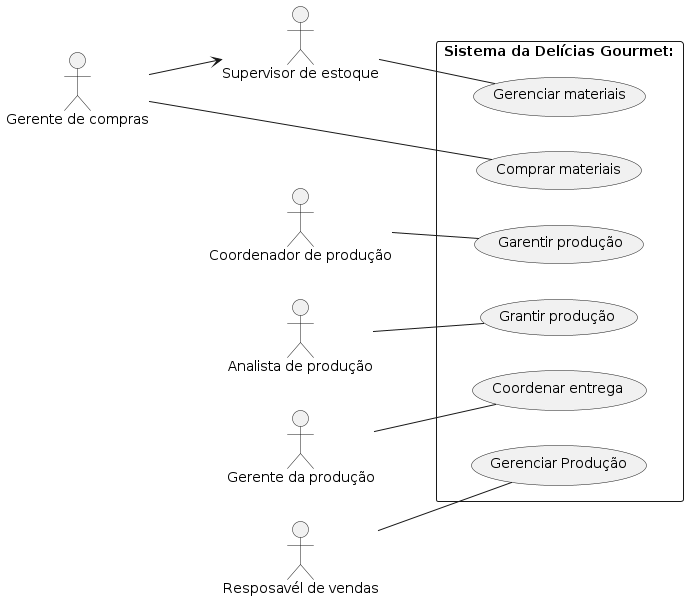 Sistema da Delícias Gourmet:
Supervisor de estoque
Gerenciar materiais
Gerente de compras
Comprar materiais
Coordenador de produção
Garentir produção
Analista de produção
Grantir produção
Gerente da produção
Coordenar entrega
Resposavél de vendas
Gerenciar Produção